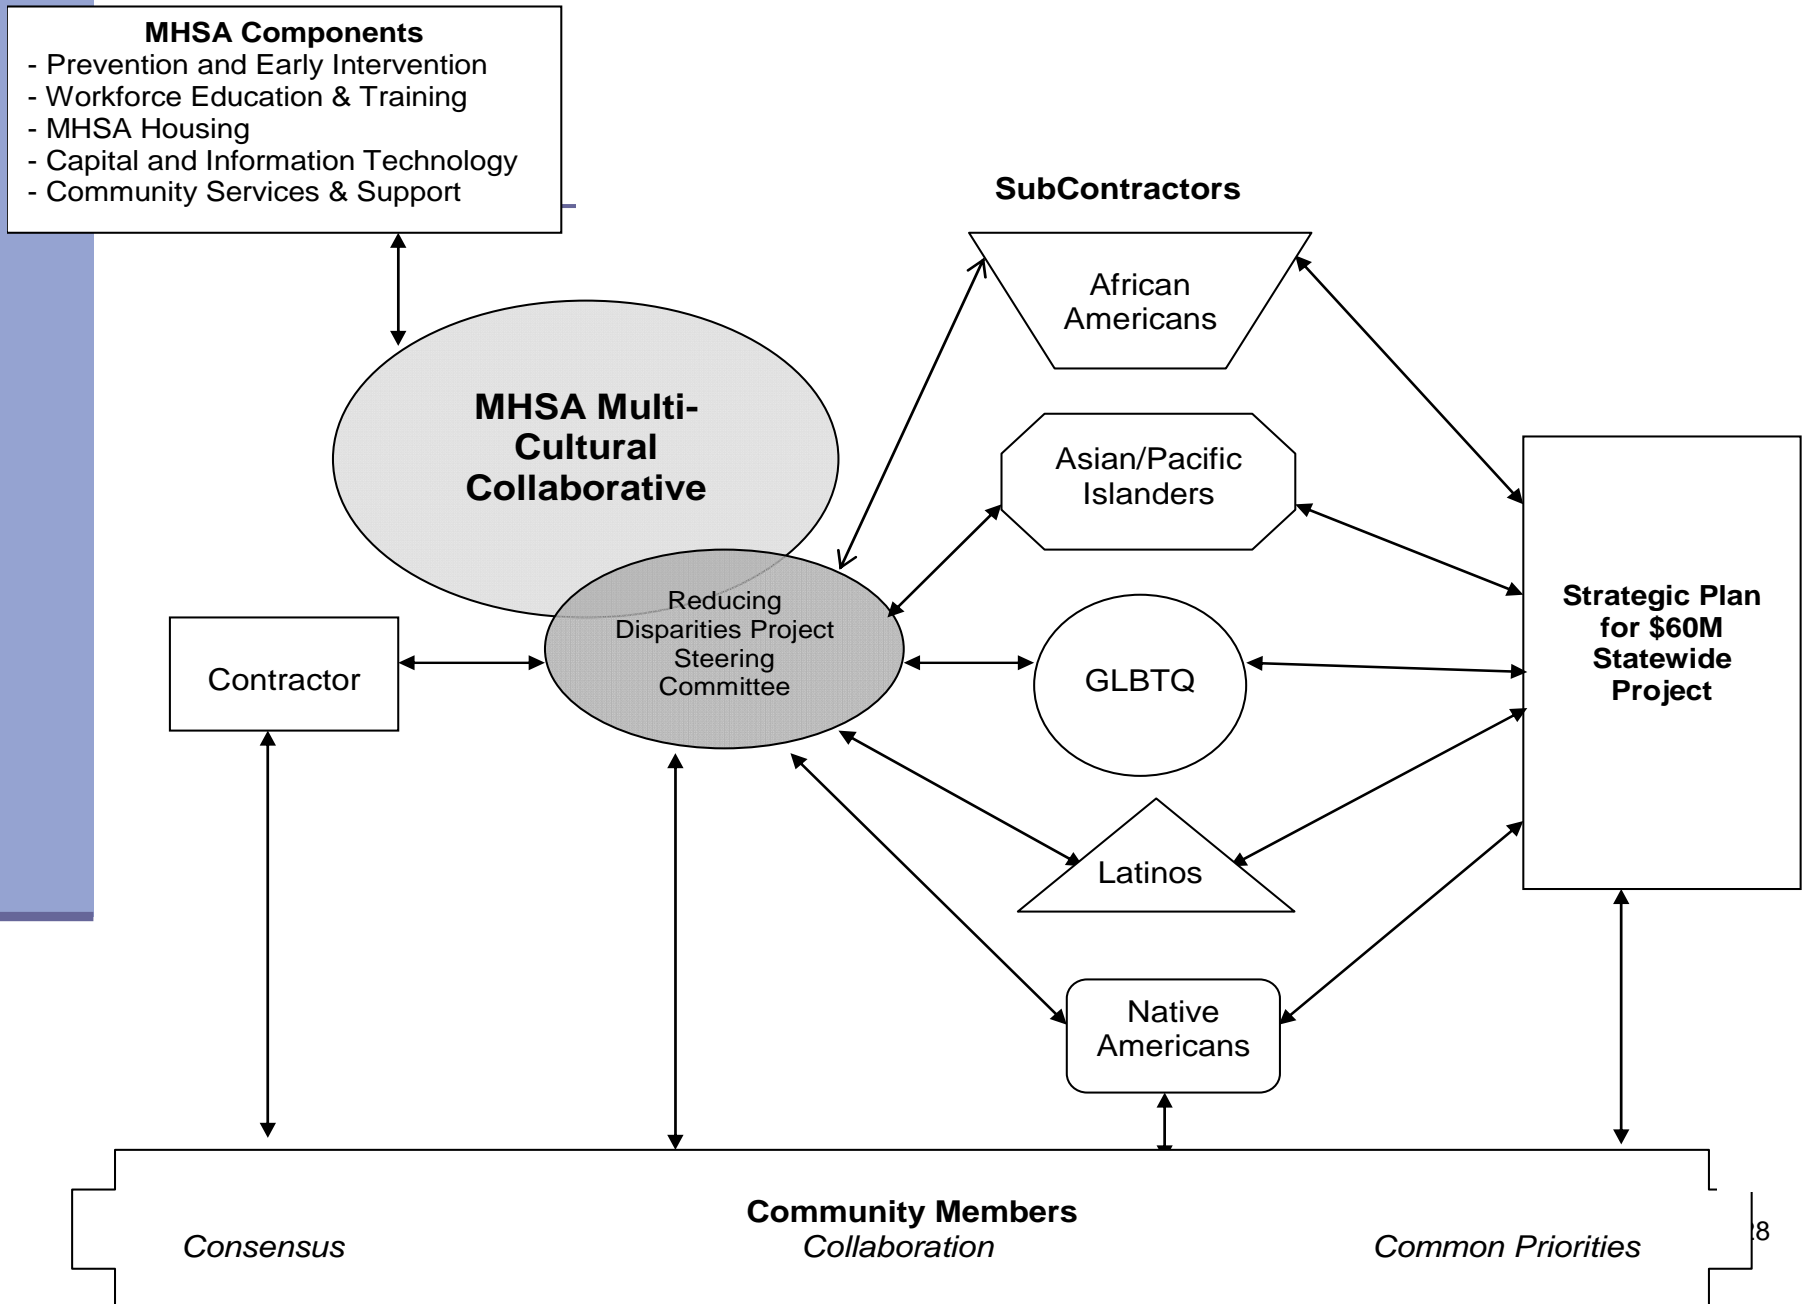 MHSA Components
- Prevention and Early Intervention
- Workforce Education & Training
- MHSA Housing
- Capital and Information Technology
- Community Services & Support
SubContractors
African
Americans
MHSA Multi-
Cultural
Collaborative
Asian/Pacific
Islanders
Reducing
Disparities Project
Steering
Committee
Contractor
GLBTQ
Strategic Plan
for $60M
Statewide
Project
Latinos
Native
Americans
Community Members
Consensus
Collaboration
Common Priorities